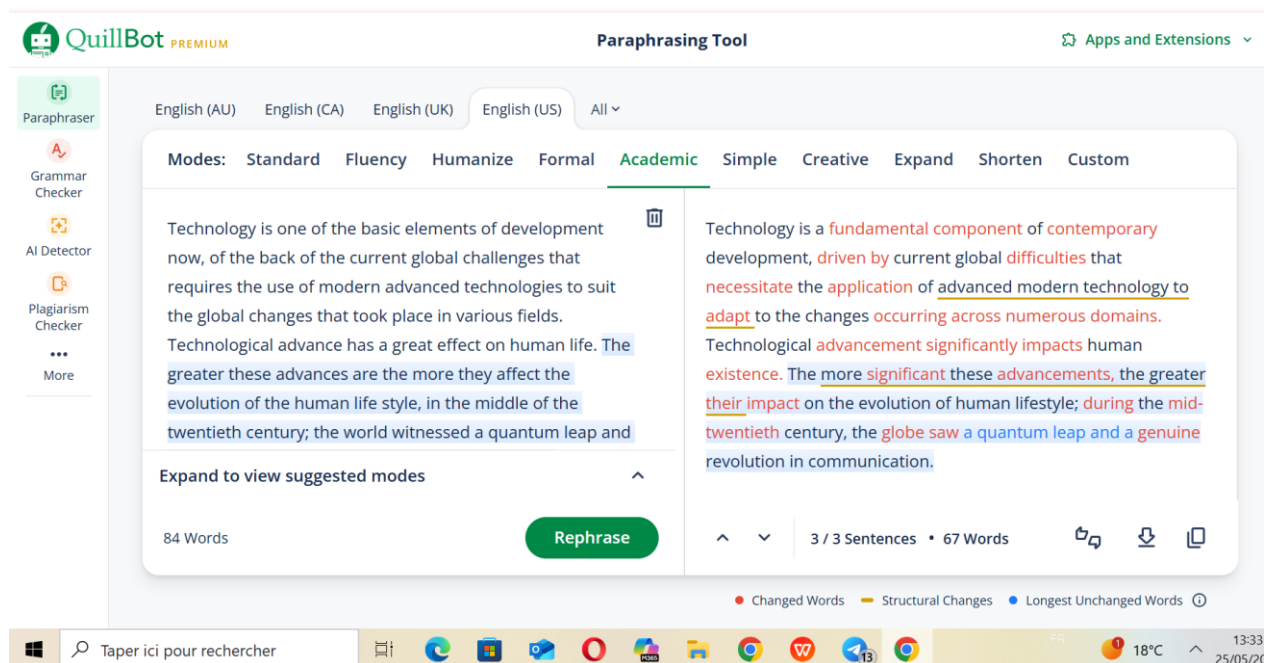 QuillBot PREMIUM
Paraphrasing Tool
Apps and Extensions
Paraphraser
Grammar
Checker
AI Detector
Plagiarism
Checker
More
English (AU) English (CA) English (UK) English (US) All
Modes: Standard Fluency Humanize Formal Academic Simple Creative Expand Shorten Custom
Technology is one of the basic elements of development
now, of the back of the current global challenges that
requires the use of modern advanced technologies to suit
the global changes that took place in various fields.
Technological advance has a great effect on human life. The
greater these advances are the more they affect the
evolution of the human life style, in the middle of the
twentieth century; the world witnessed a quantum leap and
Expand to view suggested modes
84 Words
Rephrase
Technology is a fundamental component of contemporary
development, driven by current global difficulties that
necessitate the application of advanced modern technology to
adapt to the changes occurring across numerous domains.
Technological advancement significantly impacts human
existence. The more significant these advancements, the greater
their impact on the evolution of human lifestyle; during the mid-
twentieth century, the globe saw a quantum leap and a genuine
revolution in communication.
3 / 3 Sentences • 67 Words
Changed Words Structural Changes Longest Unchanged Words
Taper ici pour rechercher
M365
13
FR
18°C
13:33
25/05/20